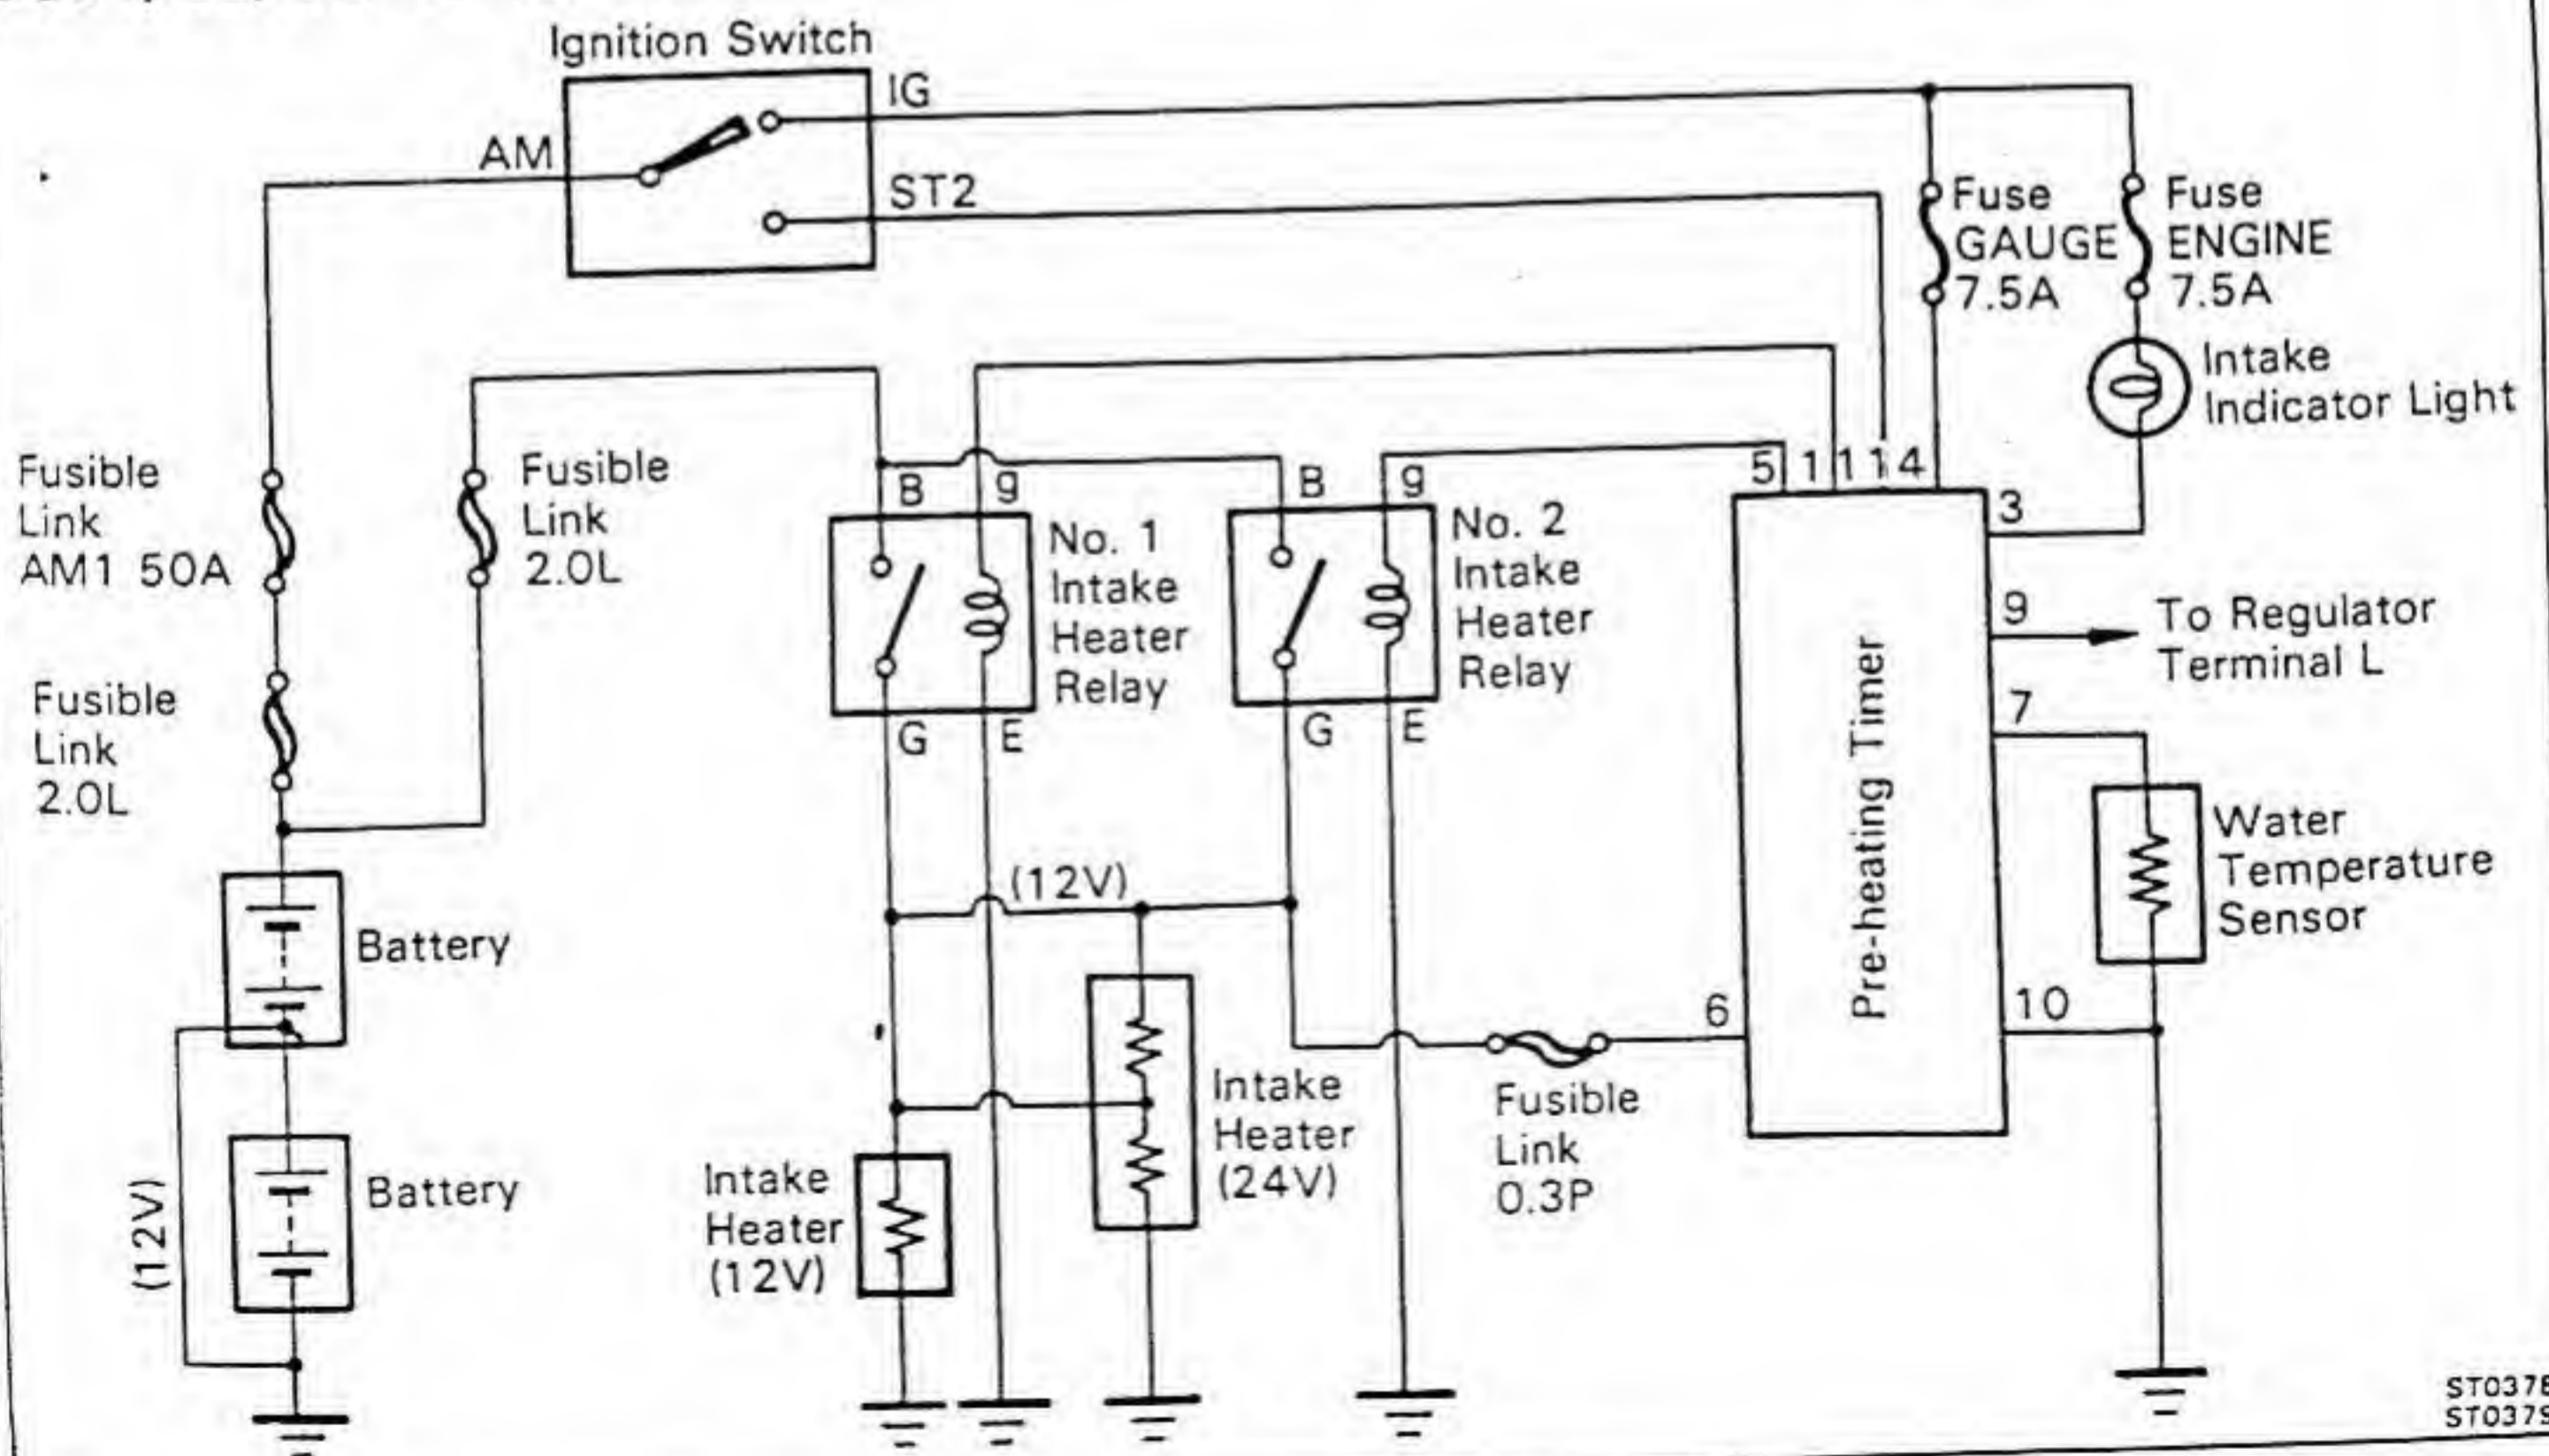 Ignition Switch
IG
AM
ST2
Fuse
GAUGE
7.5A
Fuse
ENGINE
7.5A
Intake
Indicator Light
Fusible
Link
AM1 50A
Fusible
Link
2.0L
Fusible
Link
2.0L
B
g
No. 1
Intake
Heater
Relay
G
E
B
g
No. 2
Intake
Heater
Relay
G
E
5 1 1 1 4
3
9
To Regulator
Terminal L
7
Water
Temperature
Sensor
10
6
Pre-heating Timer
Battery
Battery
(12V)
(12V)
Intake
Heater
(12V)
Intake
Heater
(24V)
Fusible
Link
0.3P